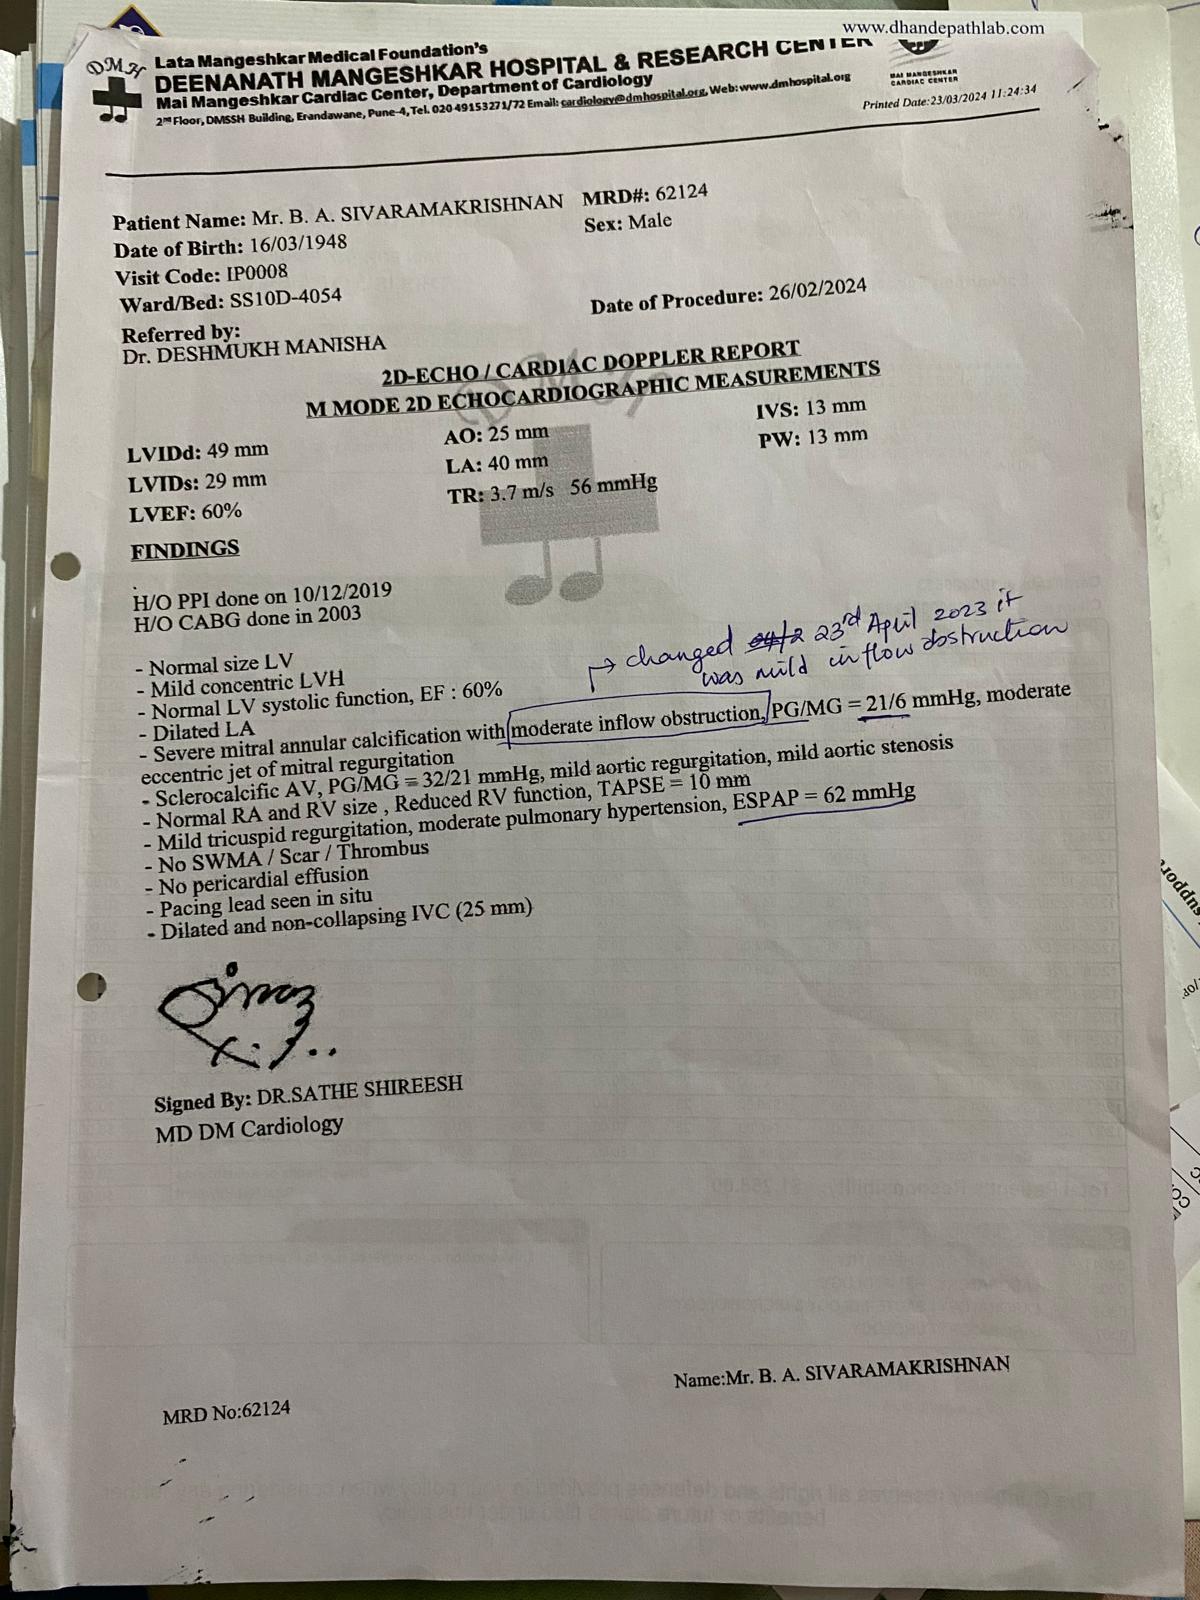 www.dhandepathlab.com
DMH
Lata Mangeshkar Medical Foundation's
DEENANATH MANGESHKAR HOSPITAL & RESEARCH CENTER
Mai Mangeshkar Cardiac Center, Department of Cardiology
2nd Floor, DMSSH Building, Erandawane, Pune-4, Tel. 020 49153271/72 Email: cardiology@dmhospital.org, Web: www.dmhospital.org
MAI MANGESHKAR
CARDIAC CENTER
Printed Date:23/03/2024 11:24:34
Patient Name: Mr. B. A. SIVARAMAKRISHNAN MRD#: 62124
Date of Birth: 16/03/1948 Sex: Male
Visit Code: IP0008
Ward/Bed: SS10D-4054 Date of Procedure: 26/02/2024
Referred by:
Dr. DESHMUKH MANISHA
2D-ECHO / CARDIAC DOPPLER REPORT
M MODE 2D ECHOCARDIOGRAPHIC MEASUREMENTS
LVIDd: 49 mm AO: 25 mm IVS: 13 mm
LVIDs: 29 mm LA: 40 mm PW: 13 mm
LVEF: 60% TR: 3.7 m/s 56 mmHg
FINDINGS
H/O PPI done on 10/12/2019
H/O CABG done in 2003
changed 23rd April 2023 it
was mild inflow obstruction
- Normal size LV
- Mild concentric LVH
- Normal LV systolic function, EF : 60%
- Dilated LA
- Severe mitral annular calcification with moderate inflow obstruction, PG/MG = 21/6 mmHg, moderate
eccentric jet of mitral regurgitation
- Sclerocalcific AV, PG/MG = 32/21 mmHg, mild aortic regurgitation, mild aortic stenosis
- Normal RA and RV size , Reduced RV function, TAPSE = 10 mm
- Mild tricuspid regurgitation, moderate pulmonary hypertension, ESPAP = 62 mmHg
- No SWMA / Scar / Thrombus
- No pericardial effusion
- Pacing lead seen in situ
- Dilated and non-collapsing IVC (25 mm)
Signed By: DR.SATHE SHIREESH
MD DM Cardiology
Name:Mr. B. A. SIVARAMAKRISHNAN
MRD No:62124